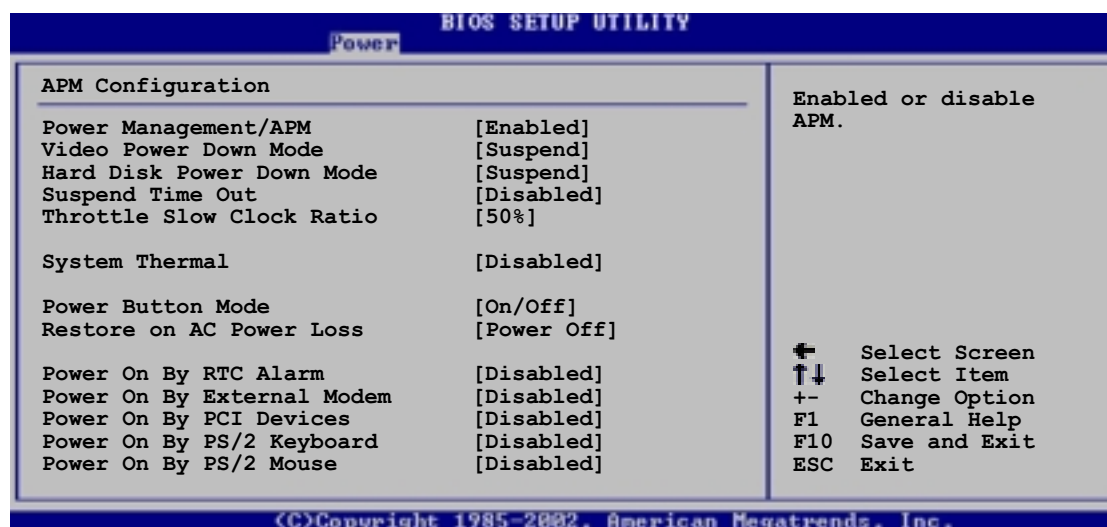 BIOS SETUP UTILITY
Power
APM Configuration
Power Management/APM [Enabled]
Video Power Down Mode [Suspend]
Hard Disk Power Down Mode [Suspend]
Suspend Time Out [Disabled]
Throttle Slow Clock Ratio [50%]
System Thermal [Disabled]
Power Button Mode [On/Off]
Restore on AC Power Loss [Power Off]
Power On By RTC Alarm [Disabled]
Power On By External Modem [Disabled]
Power On By PCI Devices [Disabled]
Power On By PS/2 Keyboard [Disabled]
Power On By PS/2 Mouse [Disabled]
Enabled or disable
APM.
← Select Screen
↑↓ Select Item
+- Change Option
F1 General Help
F10 Save and Exit
ESC Exit
(C)Copyright 1985-2002, American Megatrends, Inc.